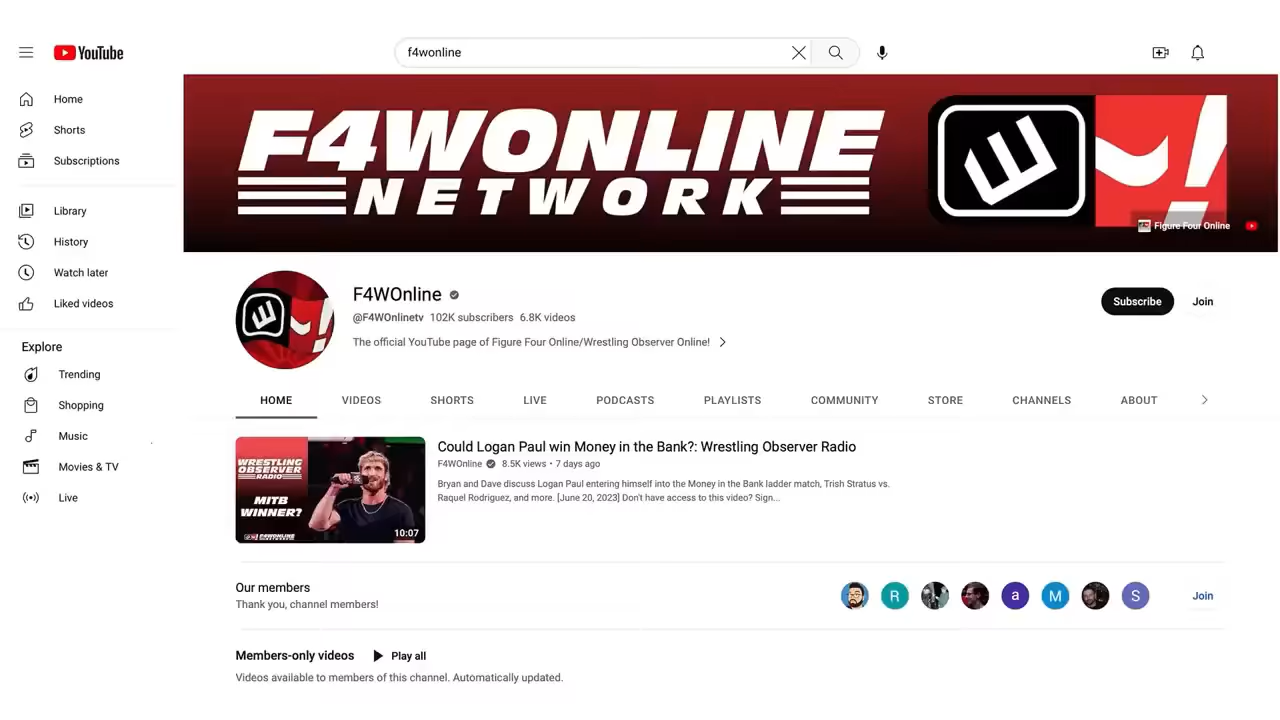 YouTube
f4wonline
Home
Shorts
Subscriptions
Library
History
Watch later
Liked videos
Explore
Trending
Shopping
Music
Movies & TV
Live
F4WONLINE
NETWORK
Figure Four Online
F4WOnline
@F4WOnlinetv 102K subscribers 6.8K videos
The official YouTube page of Figure Four Online/Wrestling Observer Online!
Subscribe
Join
HOME VIDEOS SHORTS LIVE PODCASTS PLAYLISTS COMMUNITY STORE CHANNELS ABOUT
WRESTLING
OBSERVER
RADIO
MITB
WINNER?
F4WONLINE
10:07
Could Logan Paul win Money in the Bank?: Wrestling Observer Radio
F4WOnline 8.5K views • 7 days ago
Bryan and Dave discuss Logan Paul entering himself into the Money in the Bank ladder match, Trish Stratus vs.
Raquel Rodriguez, and more. [June 20, 2023] Don't have access to this video? Sign...
Our members
Thank you, channel members!
R a M S
Join
Members-only videos Play all
Videos available to members of this channel. Automatically updated.